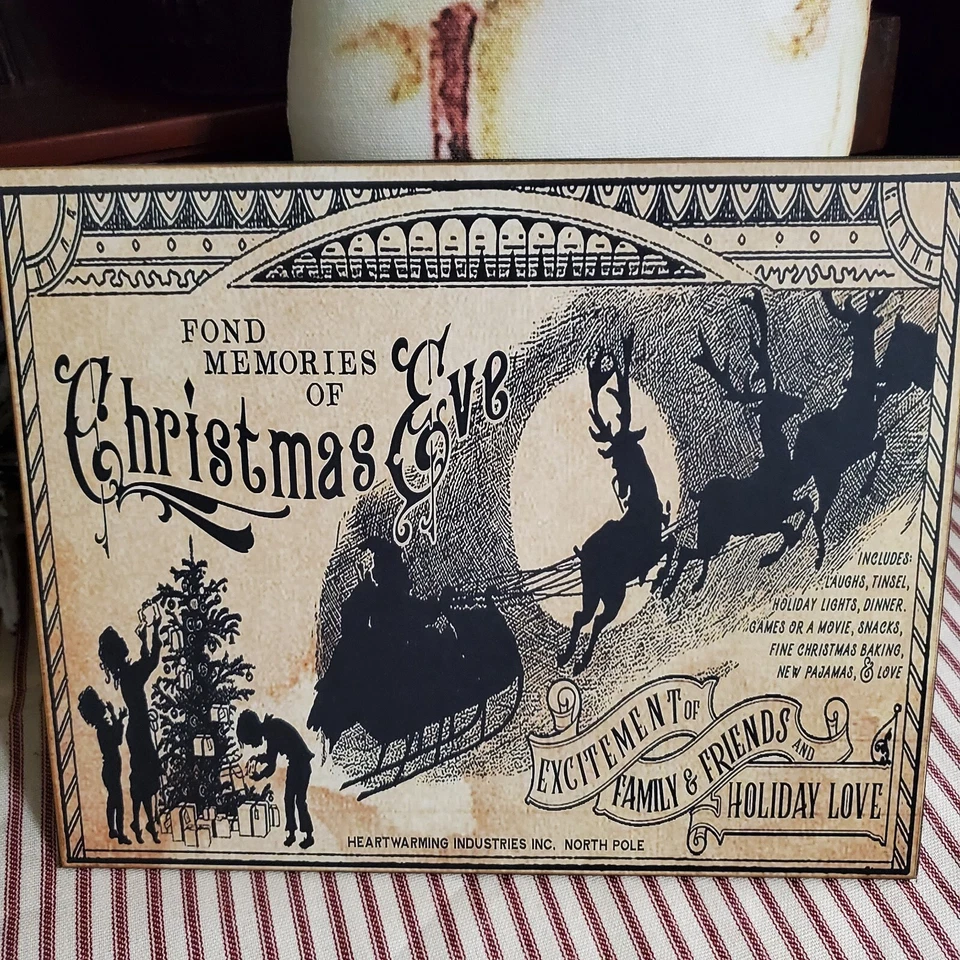 FOND
MEMORIES
OF
Christmas Eve
INCLUDES:
LAUGHS, TINSEL,
HOLIDAY LIGHTS, DINNER.
GAMES OR A MOVIE, SNACKS,
FINE CHRISTMAS BAKING,
NEW PAJAMAS, & LOVE
EXCITEMENT OF
FAMILY & FRIENDS AND
HOLIDAY LOVE
HEARTWARMING INDUSTRIES INC. NORTH POLE